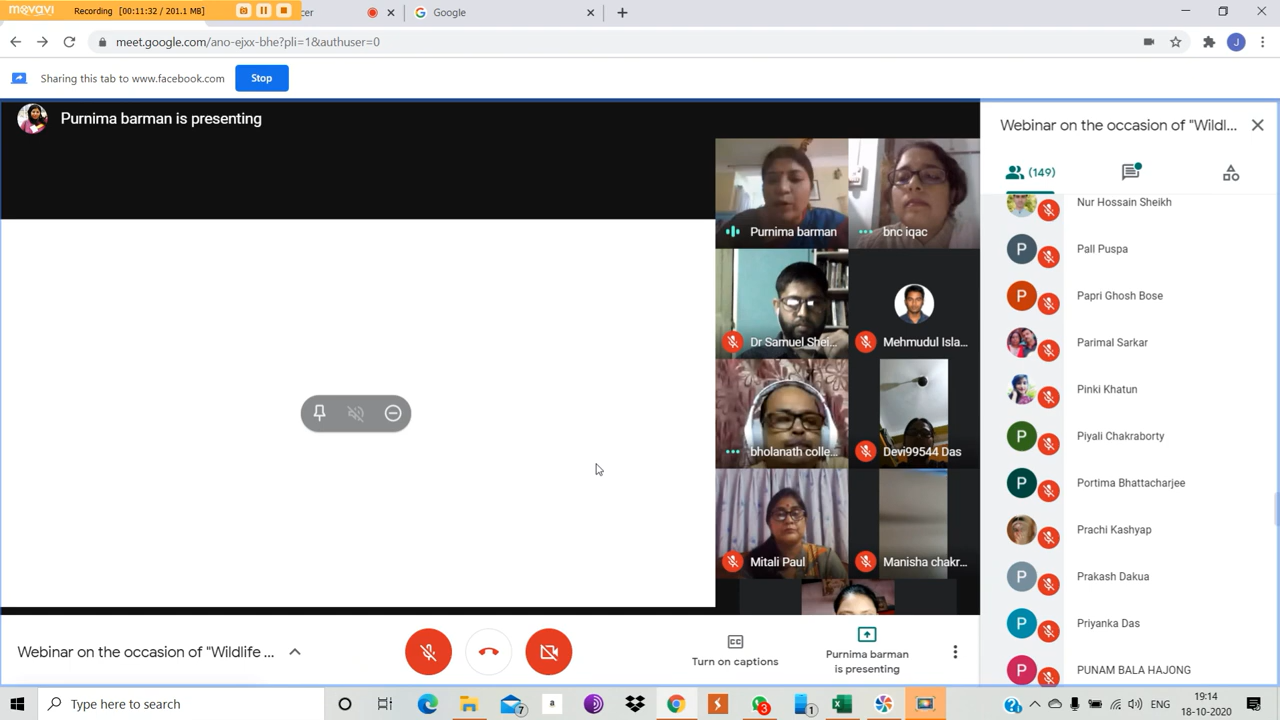 movavi
Recording [00:11:32 / 201.1 MB]
cer
Google
meet.google.com/ano-ejxx-bhe?pli=1&authuser=0
J
Sharing this tab to www.facebook.com
Stop
Purnima barman is presenting
Purnima barman
bnc iqac
Dr Samuel Shei...
Mehmudul Isla...
bholanath colle...
Devi99544 Das
Mitali Paul
Manisha chakr...
Webinar on the occasion of "Wildl...
(149)
Nur Hossain Sheikh
P
Pall Puspa
P
Papri Ghosh Bose
Parimal Sarkar
Pinki Khatun
P
Piyali Chakraborty
P
Portima Bhattacharjee
Prachi Kashyap
P
Prakash Dakua
P
Priyanka Das
P
PUNAM BALA HAJONG
Webinar on the occasion of "Wildlife ...
CC
Turn on captions
Purnima barman
is presenting
Type here to search
7
a
3
1
ENG
19:14
18-10-2020